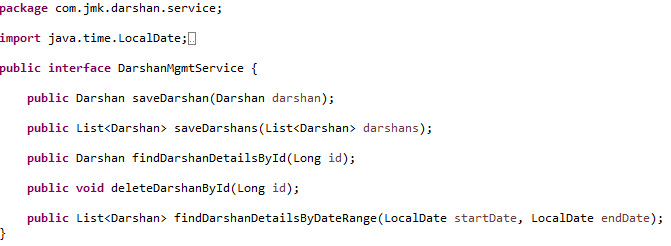 package com.jmk.darshan.service;
import java.time.LocalDate;
public interface DarshanMgmtService {
public Darshan saveDarshan(Darshan darshan);
public List<Darshan> saveDarshans(List<Darshan> darshans);
public Darshan findDarshanDetailsById(Long id);
public void deleteDarshanById(Long id);
public List<Darshan> findDarshanDetailsByDateRange(LocalDate startDate, LocalDate endDate);
}